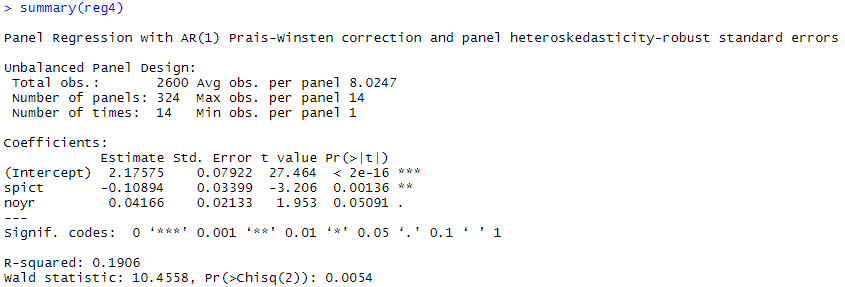 > summary(reg4)
Panel Regression with AR(1) Prais-Winsten correction and panel heteroskedasticity-robust standard errors
Unbalanced Panel Design:
Total obs.: 2600 Avg obs. per panel 8.0247
Number of panels: 324 Max obs. per panel 14
Number of times: 14 Min obs. per panel 1
Coefficients:
Estimate Std. Error t value Pr(>|t|)
(Intercept) 2.17575 0.07922 27.464 < 2e-16 ***
spict -0.10894 0.03399 -3.206 0.00136 **
noyr 0.04166 0.02133 1.953 0.05091 .
---
Signif. codes: 0 ‘***’ 0.001 ‘**’ 0.01 ‘*’ 0.05 ‘.’ 0.1 ‘ ’ 1
R-squared: 0.1906
Wald statistic: 10.4558, Pr(>Chisq(2)): 0.0054